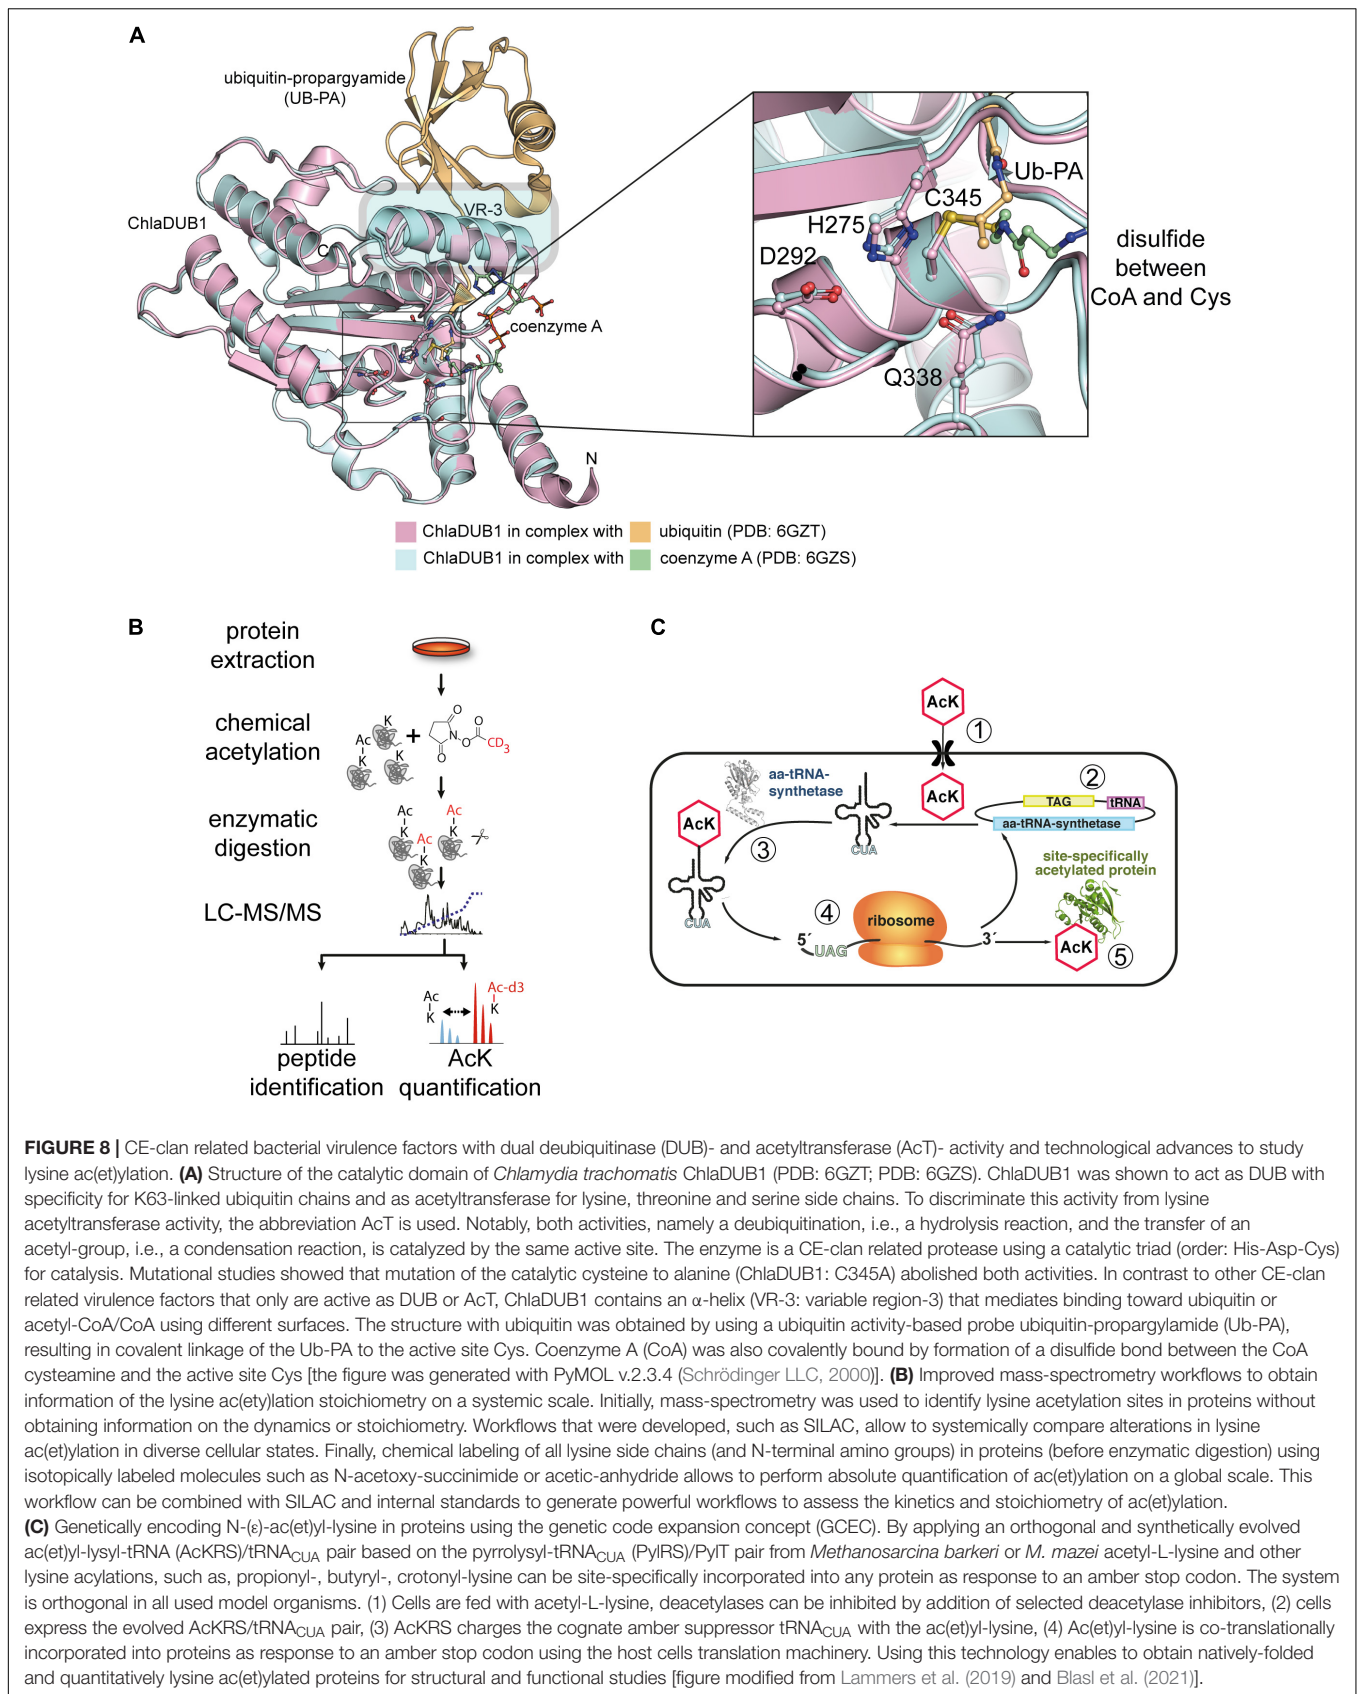 A
ubiquitin-propargyamide
(UB-PA)
ChlaDUB1
VR-3
C
coenzyme A
N
Ub-PA
C345
H275
D292
Q338
disulfide
between
CoA and Cys
ChlaDUB1 in complex with ubiquitin (PDB: 6GZT)
ChlaDUB1 in complex with coenzyme A (PDB: 6GZS)
B
protein
extraction
chemical
acetylation
K
Ac
K
K
+
O
N
O
O
O
CD3
enzymatic
digestion
Ac
K
Ac
K
Ac
K
LC-MS/MS
Ac
K
Ac-d3
K
peptide
identification
AcK
quantification
C
AcK
1
AcK
2
TAG
tRNA
aa-tRNA-synthetase
aa-tRNA-
synthetase
CUA
AcK
3
CUA
4
ribosome
5´
UAG
3´
site-specifically
acetylated protein
AcK
5
FIGURE 8 | CE-clan related bacterial virulence factors with dual deubiquitinase (DUB)- and acetyltransferase (AcT)- activity and technological advances to study
lysine ac(et)ylation. (A) Structure of the catalytic domain of Chlamydia trachomatis ChlaDUB1 (PDB: 6GZT; PDB: 6GZS). ChlaDUB1 was shown to act as DUB with
specificity for K63-linked ubiquitin chains and as acetyltransferase for lysine, threonine and serine side chains. To discriminate this activity from lysine
acetyltransferase activity, the abbreviation AcT is used. Notably, both activities, namely a deubiquitination, i.e., a hydrolysis reaction, and the transfer of an
acetyl-group, i.e., a condensation reaction, is catalyzed by the same active site. The enzyme is a CE-clan related protease using a catalytic triad (order: His-Asp-Cys)
for catalysis. Mutational studies showed that mutation of the catalytic cysteine to alanine (ChlaDUB1: C345A) abolished both activities. In contrast to other CE-clan
related virulence factors that only are active as DUB or AcT, ChlaDUB1 contains an α-helix (VR-3: variable region-3) that mediates binding toward ubiquitin or
acetyl-CoA/CoA using different surfaces. The structure with ubiquitin was obtained by using a ubiquitin activity-based probe ubiquitin-propargylamide (Ub-PA),
resulting in covalent linkage of the Ub-PA to the active site Cys. Coenzyme A (CoA) was also covalently bound by formation of a disulfide bond between the CoA
cysteamine and the active site Cys [the figure was generated with PyMOL v.2.3.4 (Schrödinger LLC, 2000)]. (B) Improved mass-spectrometry workflows to obtain
information of the lysine ac(ety)lation stoichiometry on a systemic scale. Initially, mass-spectrometry was used to identify lysine acetylation sites in proteins without
obtaining information on the dynamics or stoichiometry. Workflows that were developed, such as SILAC, allow to systemically compare alterations in lysine
ac(et)ylation in diverse cellular states. Finally, chemical labeling of all lysine side chains (and N-terminal amino groups) in proteins (before enzymatic digestion) using
isotopically labeled molecules such as N-acetoxy-succinimide or acetic-anhydride allows to perform absolute quantification of ac(et)ylation on a global scale. This
workflow can be combined with SILAC and internal standards to generate powerful workflows to assess the kinetics and stoichiometry of ac(et)ylation.
(C) Genetically encoding N-(ε)-ac(et)yl-lysine in proteins using the genetic code expansion concept (GCEC). By applying an orthogonal and synthetically evolved
ac(et)yl-lysyl-tRNA (AcKRS)/tRNACUA pair based on the pyrrolysyl-tRNACUA (PylRS)/PylT pair from Methanosarcina barkeri or M. mazei acetyl-L-lysine and other
lysine acylations, such as, propionyl-, butyryl-, crotonyl-lysine can be site-specifically incorporated into any protein as response to an amber stop codon. The system
is orthogonal in all used model organisms. (1) Cells are fed with acetyl-L-lysine, deacetylases can be inhibited by addition of selected deacetylase inhibitors, (2) cells
express the evolved AcKRS/tRNACUA pair, (3) AcKRS charges the cognate amber suppressor tRNACUA with the ac(et)yl-lysine, (4) Ac(et)yl-lysine is co-translationally
incorporated into proteins as response to an amber stop codon using the host cells translation machinery. Using this technology enables to obtain natively-folded
and quantitatively lysine ac(et)ylated proteins for structural and functional studies [figure modified from Lammers et al. (2019) and Blasl et al. (2021)].